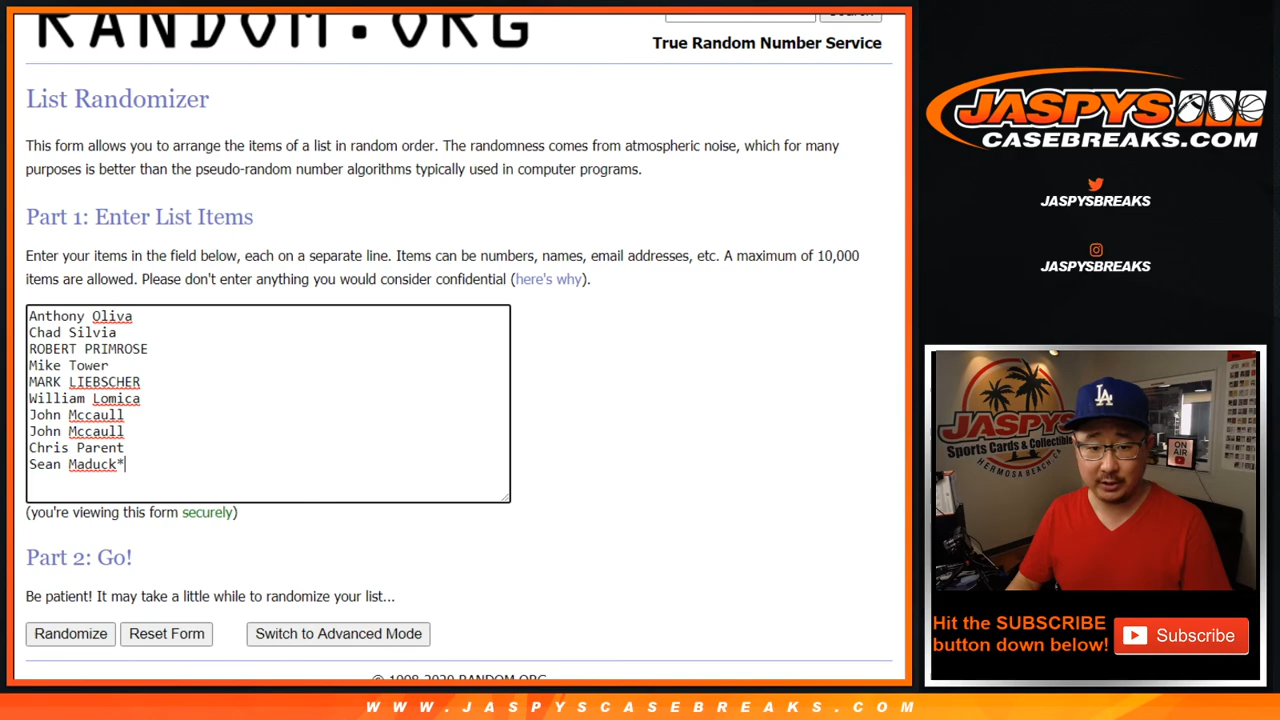 RANDOM.ORG
Search
True Random Number Service
List Randomizer
This form allows you to arrange the items of a list in random order. The randomness comes from atmospheric noise, which for many
purposes is better than the pseudo-random number algorithms typically used in computer programs.
Part 1: Enter List Items
Enter your items in the field below, each on a separate line. Items can be numbers, names, email addresses, etc. A maximum of 10,000
items are allowed. Please don't enter anything you would consider confidential (here's why).
Anthony Oliva
Chad Silvia
ROBERT PRIMROSE
Mike Tower
MARK LIEBSCHER
William Lomica
John Mccaull
John Mccaull
Chris Parent
Sean Maduck*
(you're viewing this form securely)
Part 2: Go!
Be patient! It may take a little while to randomize your list...
Randomize
Reset Form
Switch to Advanced Mode
© 1998-2020 RANDOM.ORG
JASPYS
CASEBREAKS.COM
JASPYSBREAKS
JASPYSBREAKS
JASPYS
Sports Cards & Collectibles
HERMOSA BEACH, CA
LA
ON AIR
Hit the SUBSCRIBE
button down below!
Subscribe
WWW.JASPYSCASEBREAKS.COM